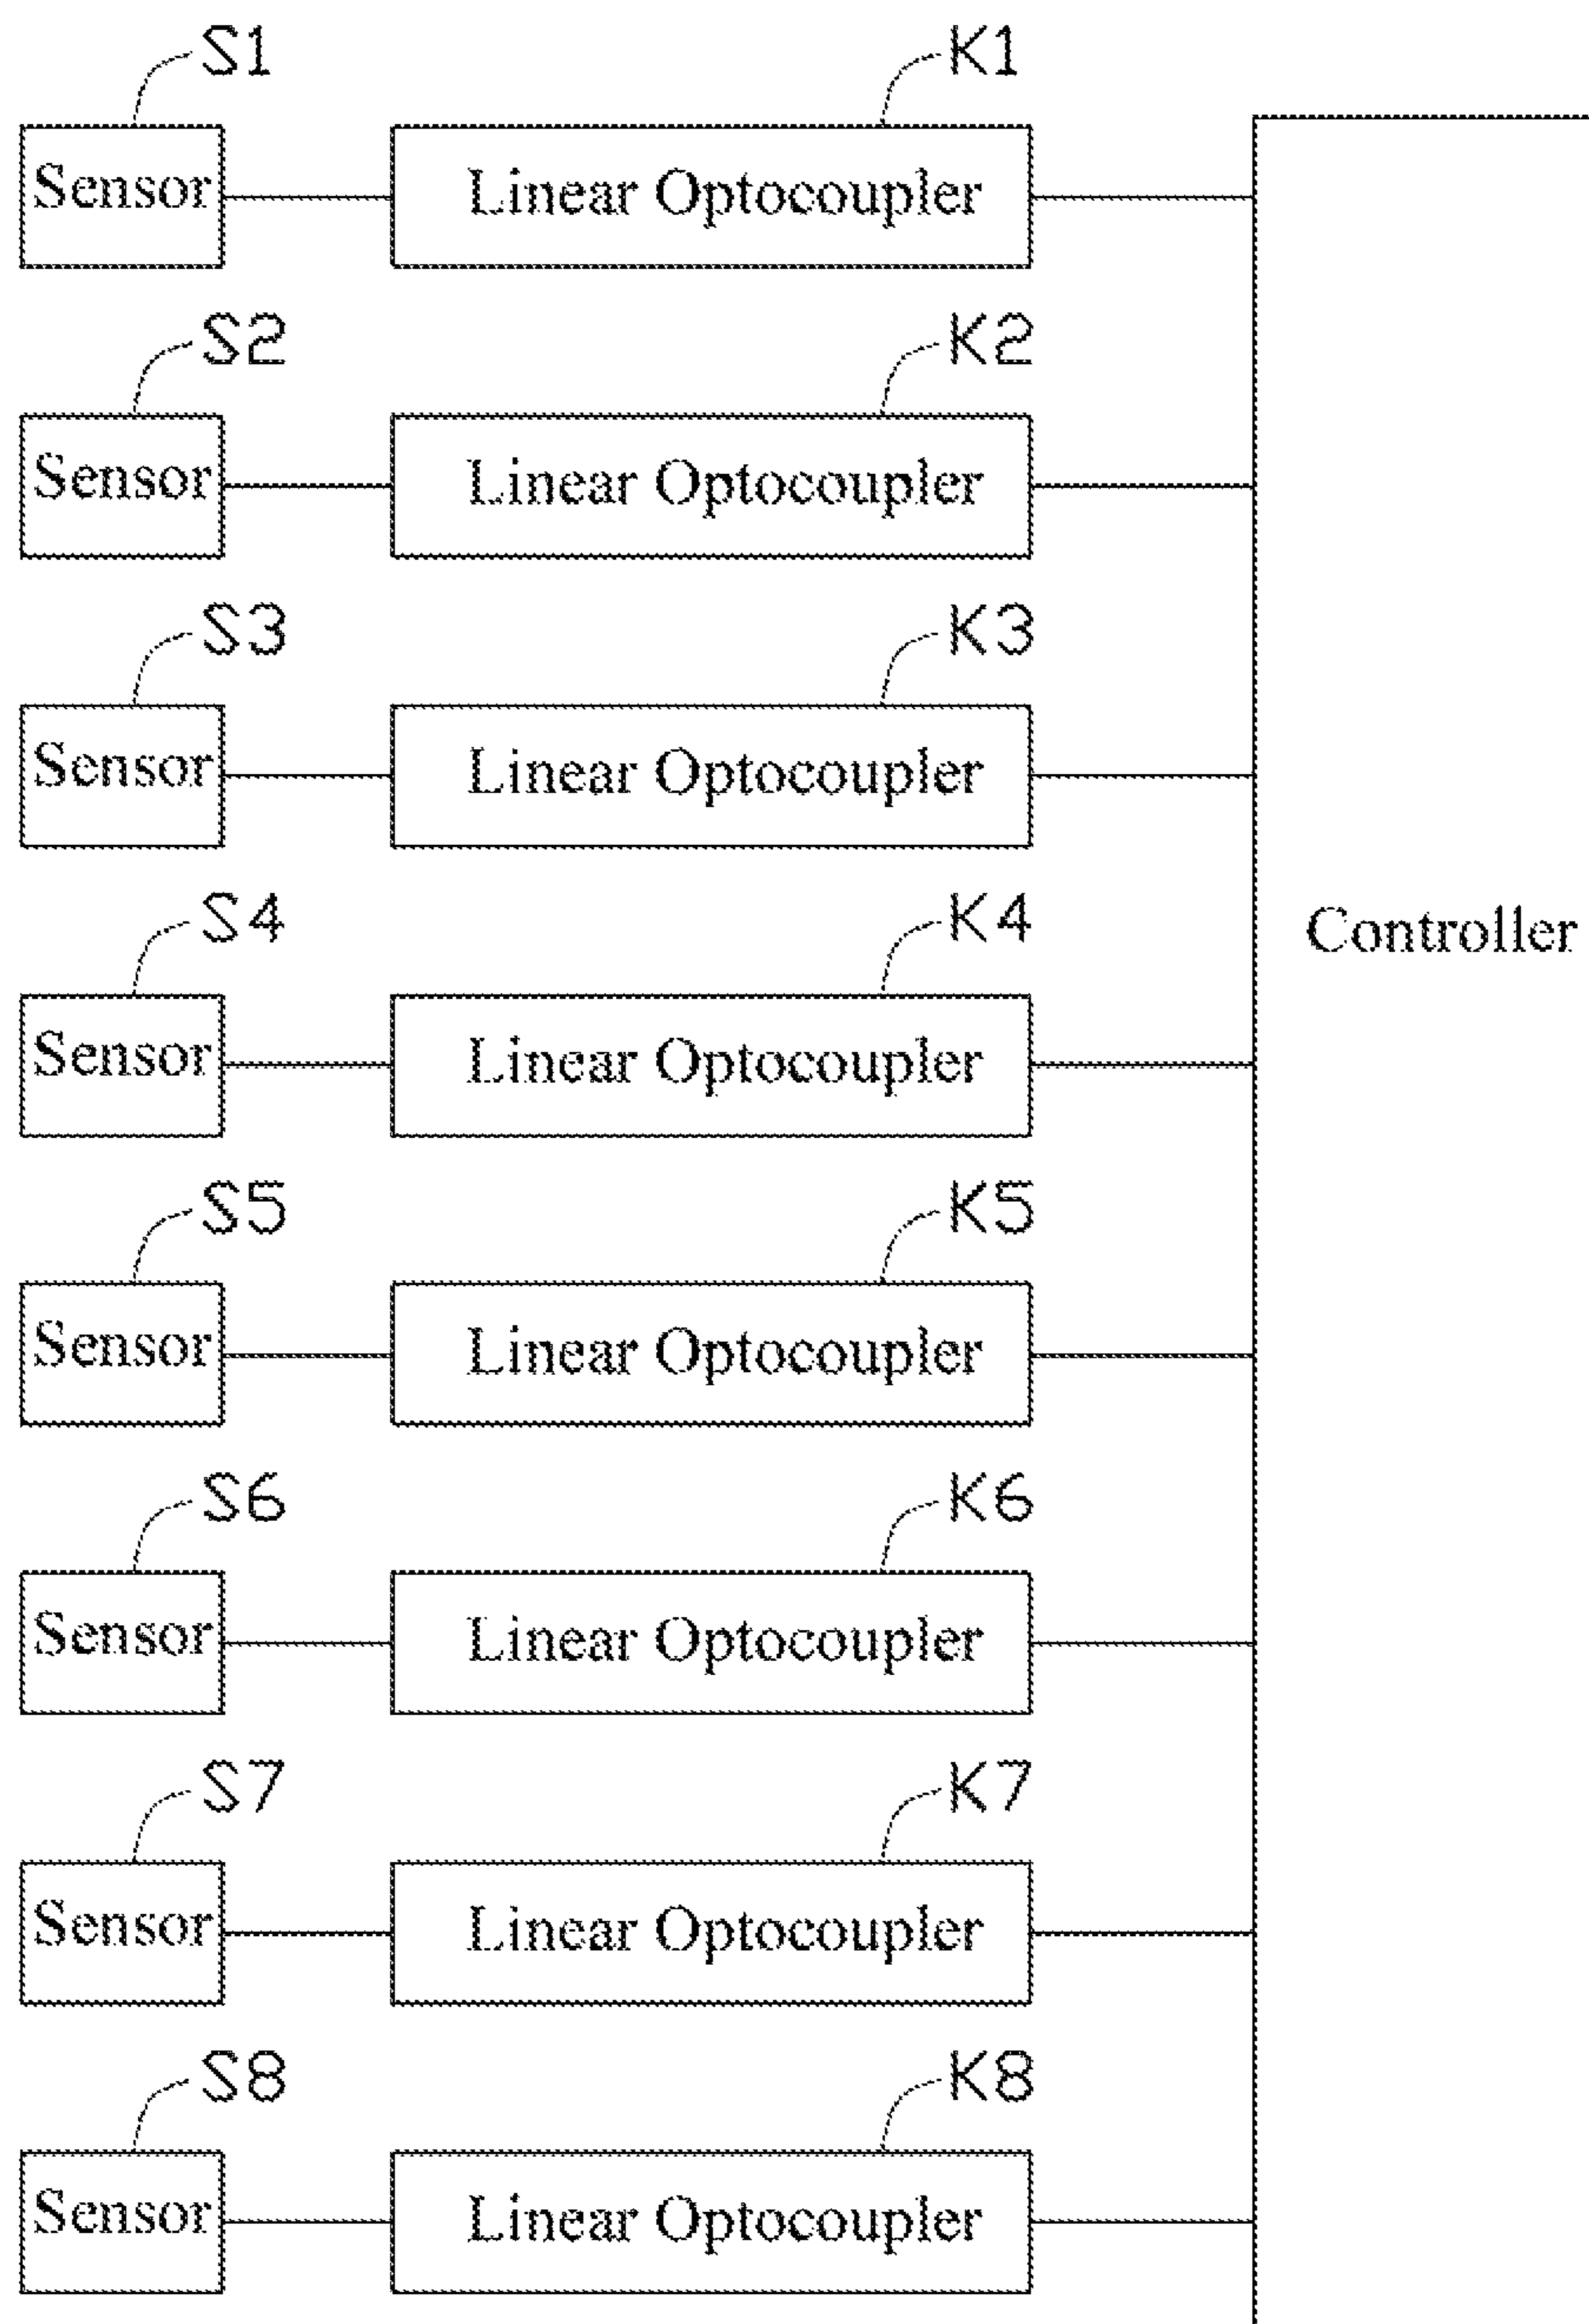 S1 K1
Sensor Linear Optocoupler
S2 K2
Sensor Linear Optocoupler
S3 K3
Sensor Linear Optocoupler
S4 K4
Controller
Sensor Linear Optocoupler
S5 K5
Sensor Linear Optocoupler
S6 K6
Sensor Linear Optocoupler
S7 K7
Sensor Linear Optocoupler
S8 K8
Sensor Linear Optocoupler